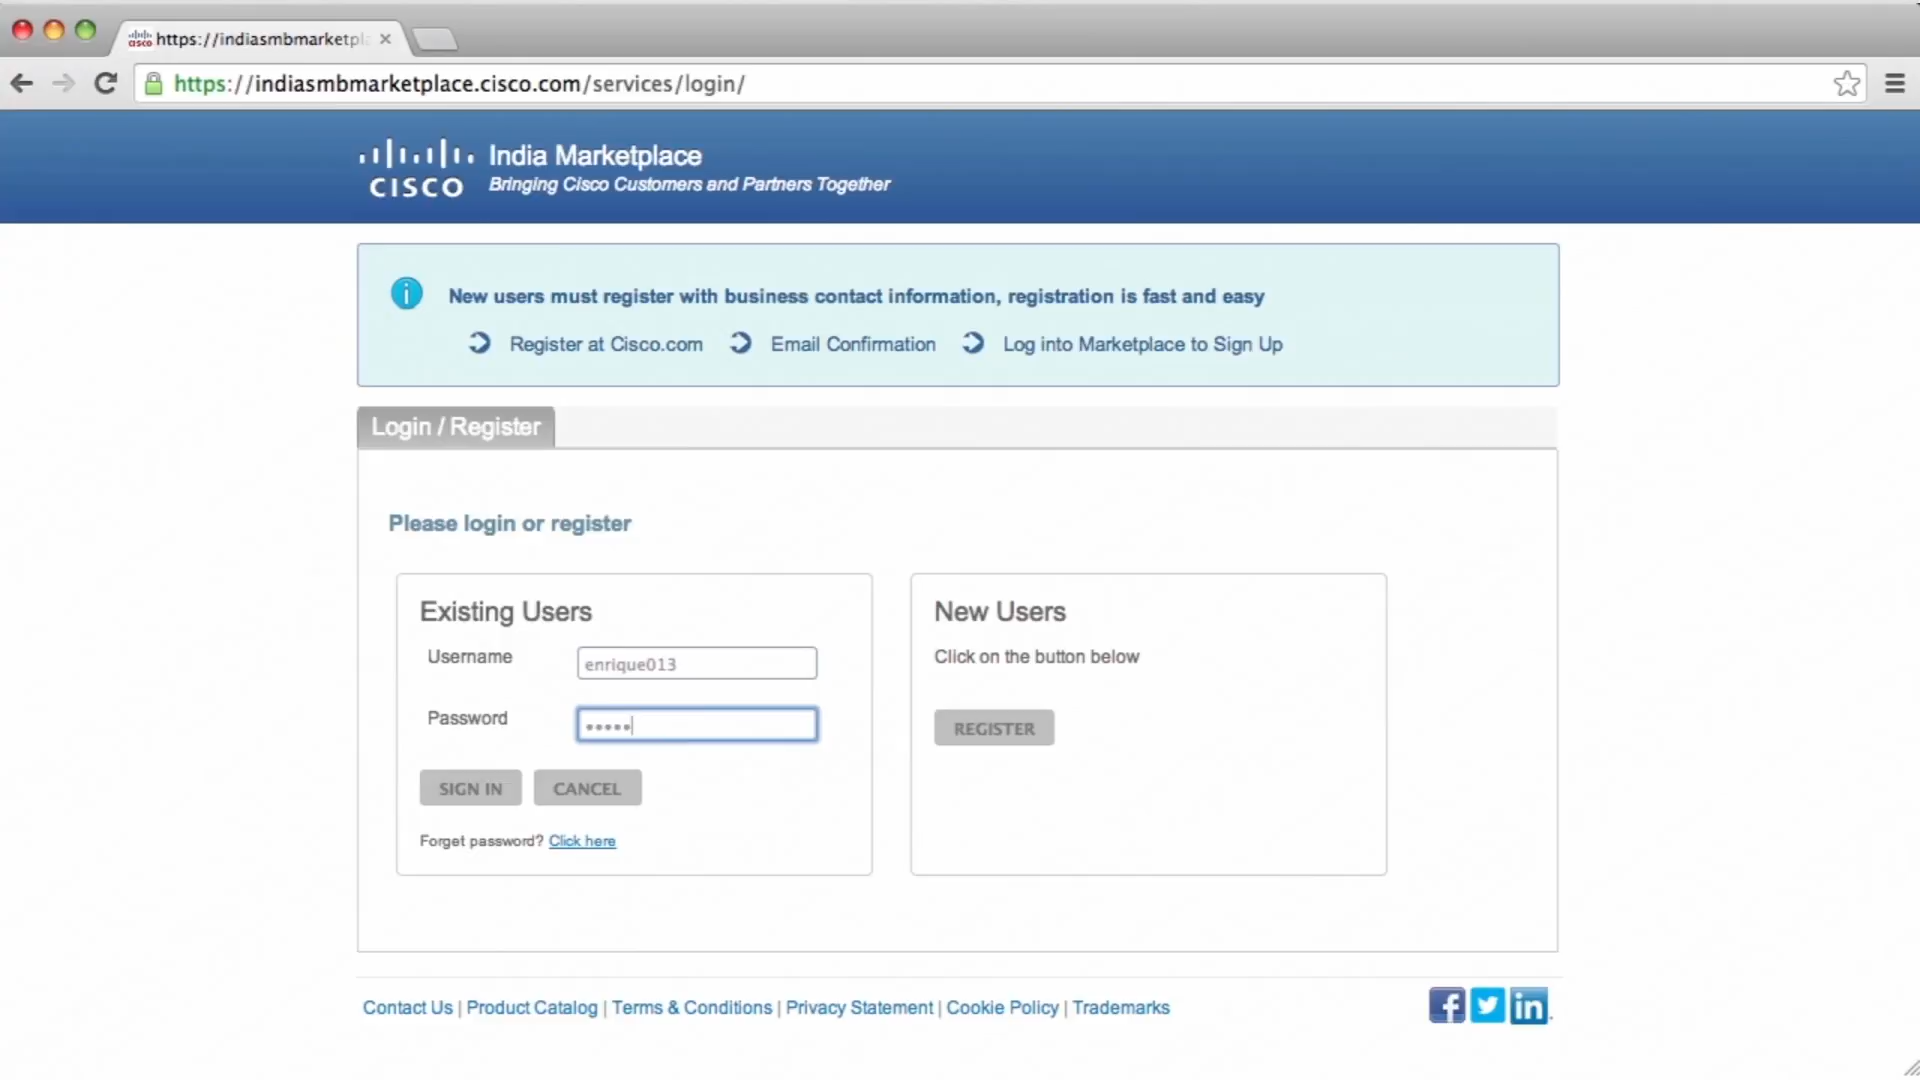 https://indiasmbmarketpla
https://indiasmbmarketplace.cisco.com/services/login/
CISCO
India Marketplace
Bringing Cisco Customers and Partners Together
New users must register with business contact information, registration is fast and easy
Register at Cisco.com Email Confirmation Log into Marketplace to Sign Up
Login / Register
Please login or register
Existing Users
Username enrique013
Password •••••
SIGN IN CANCEL
Forget password? Click here
New Users
Click on the button below
REGISTER
Contact Us | Product Catalog | Terms & Conditions | Privacy Statement | Cookie Policy | Trademarks